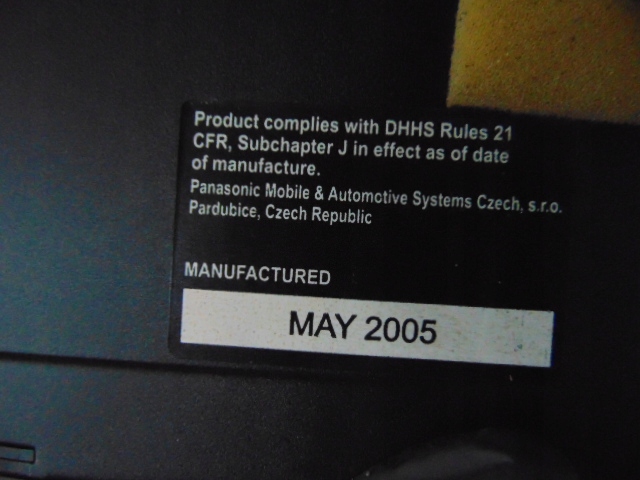 Product complies with DHHS Rules 21
CFR, Subchapter J in effect as of date
of manufacture.
Panasonic Mobile & Automotive Systems Czech, s.r.o.
Pardubice, Czech Republic
MANUFACTURED
MAY 2005